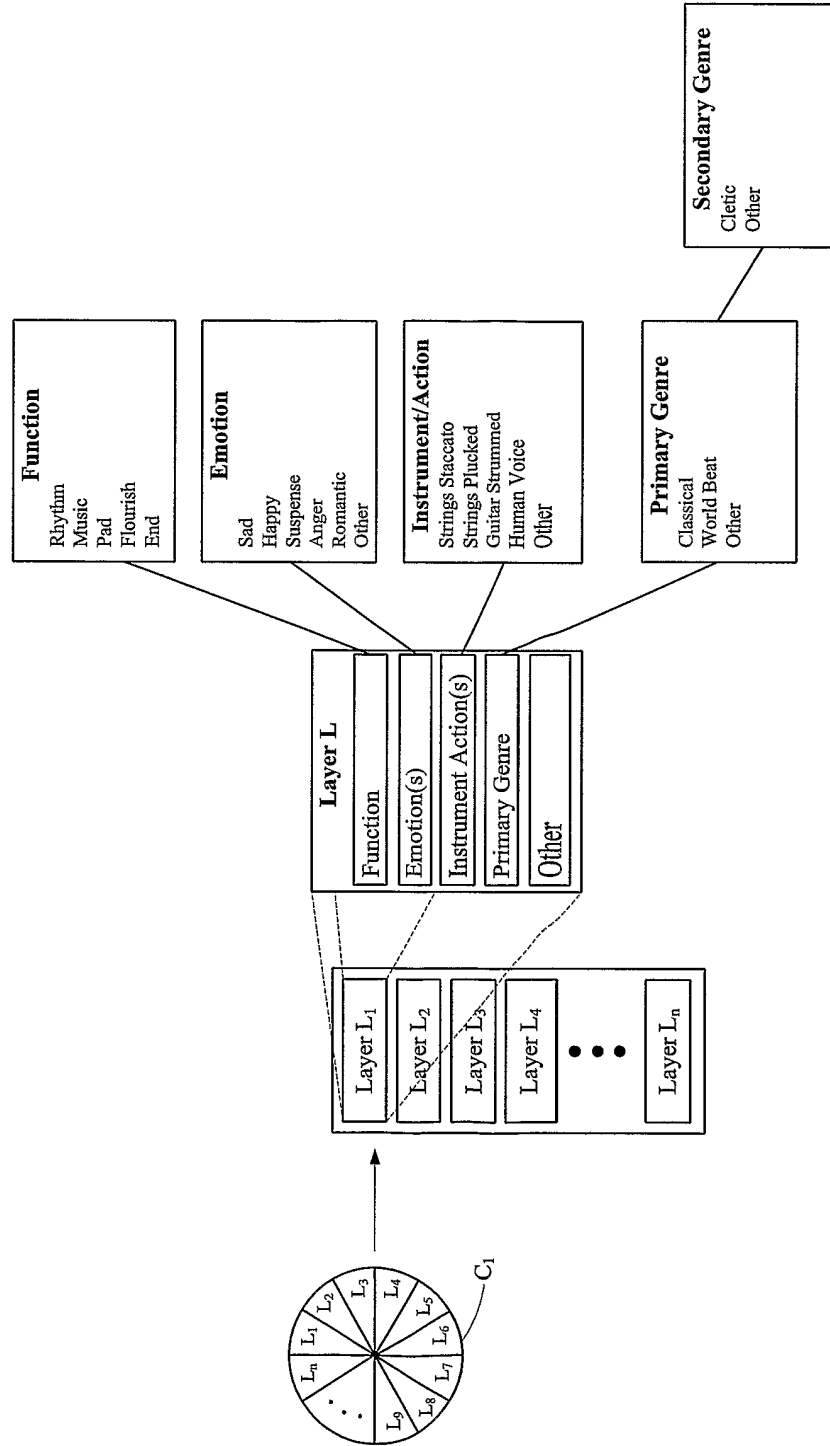 Lₙ
L₁
L₂
L₃
L₄
L₅
L₆
L₇
L₈
L₉
C₁
Layer L₁
Layer L₂
Layer L₃
Layer L₄
Layer Lₙ
Layer L
Function
Emotion(s)
Instrument Action(s)
Primary Genre
Other
Function
Rhythm
Music
Pad
Flourish
End
Emotion
Sad
Happy
Suspense
Anger
Romantic
Other
Instrument/Action
Strings Staccato
Strings Plucked
Guitar Strummed
Human Voice
Other
Primary Genre
Classical
World Beat
Other
Secondary Genre
Cletic
Other